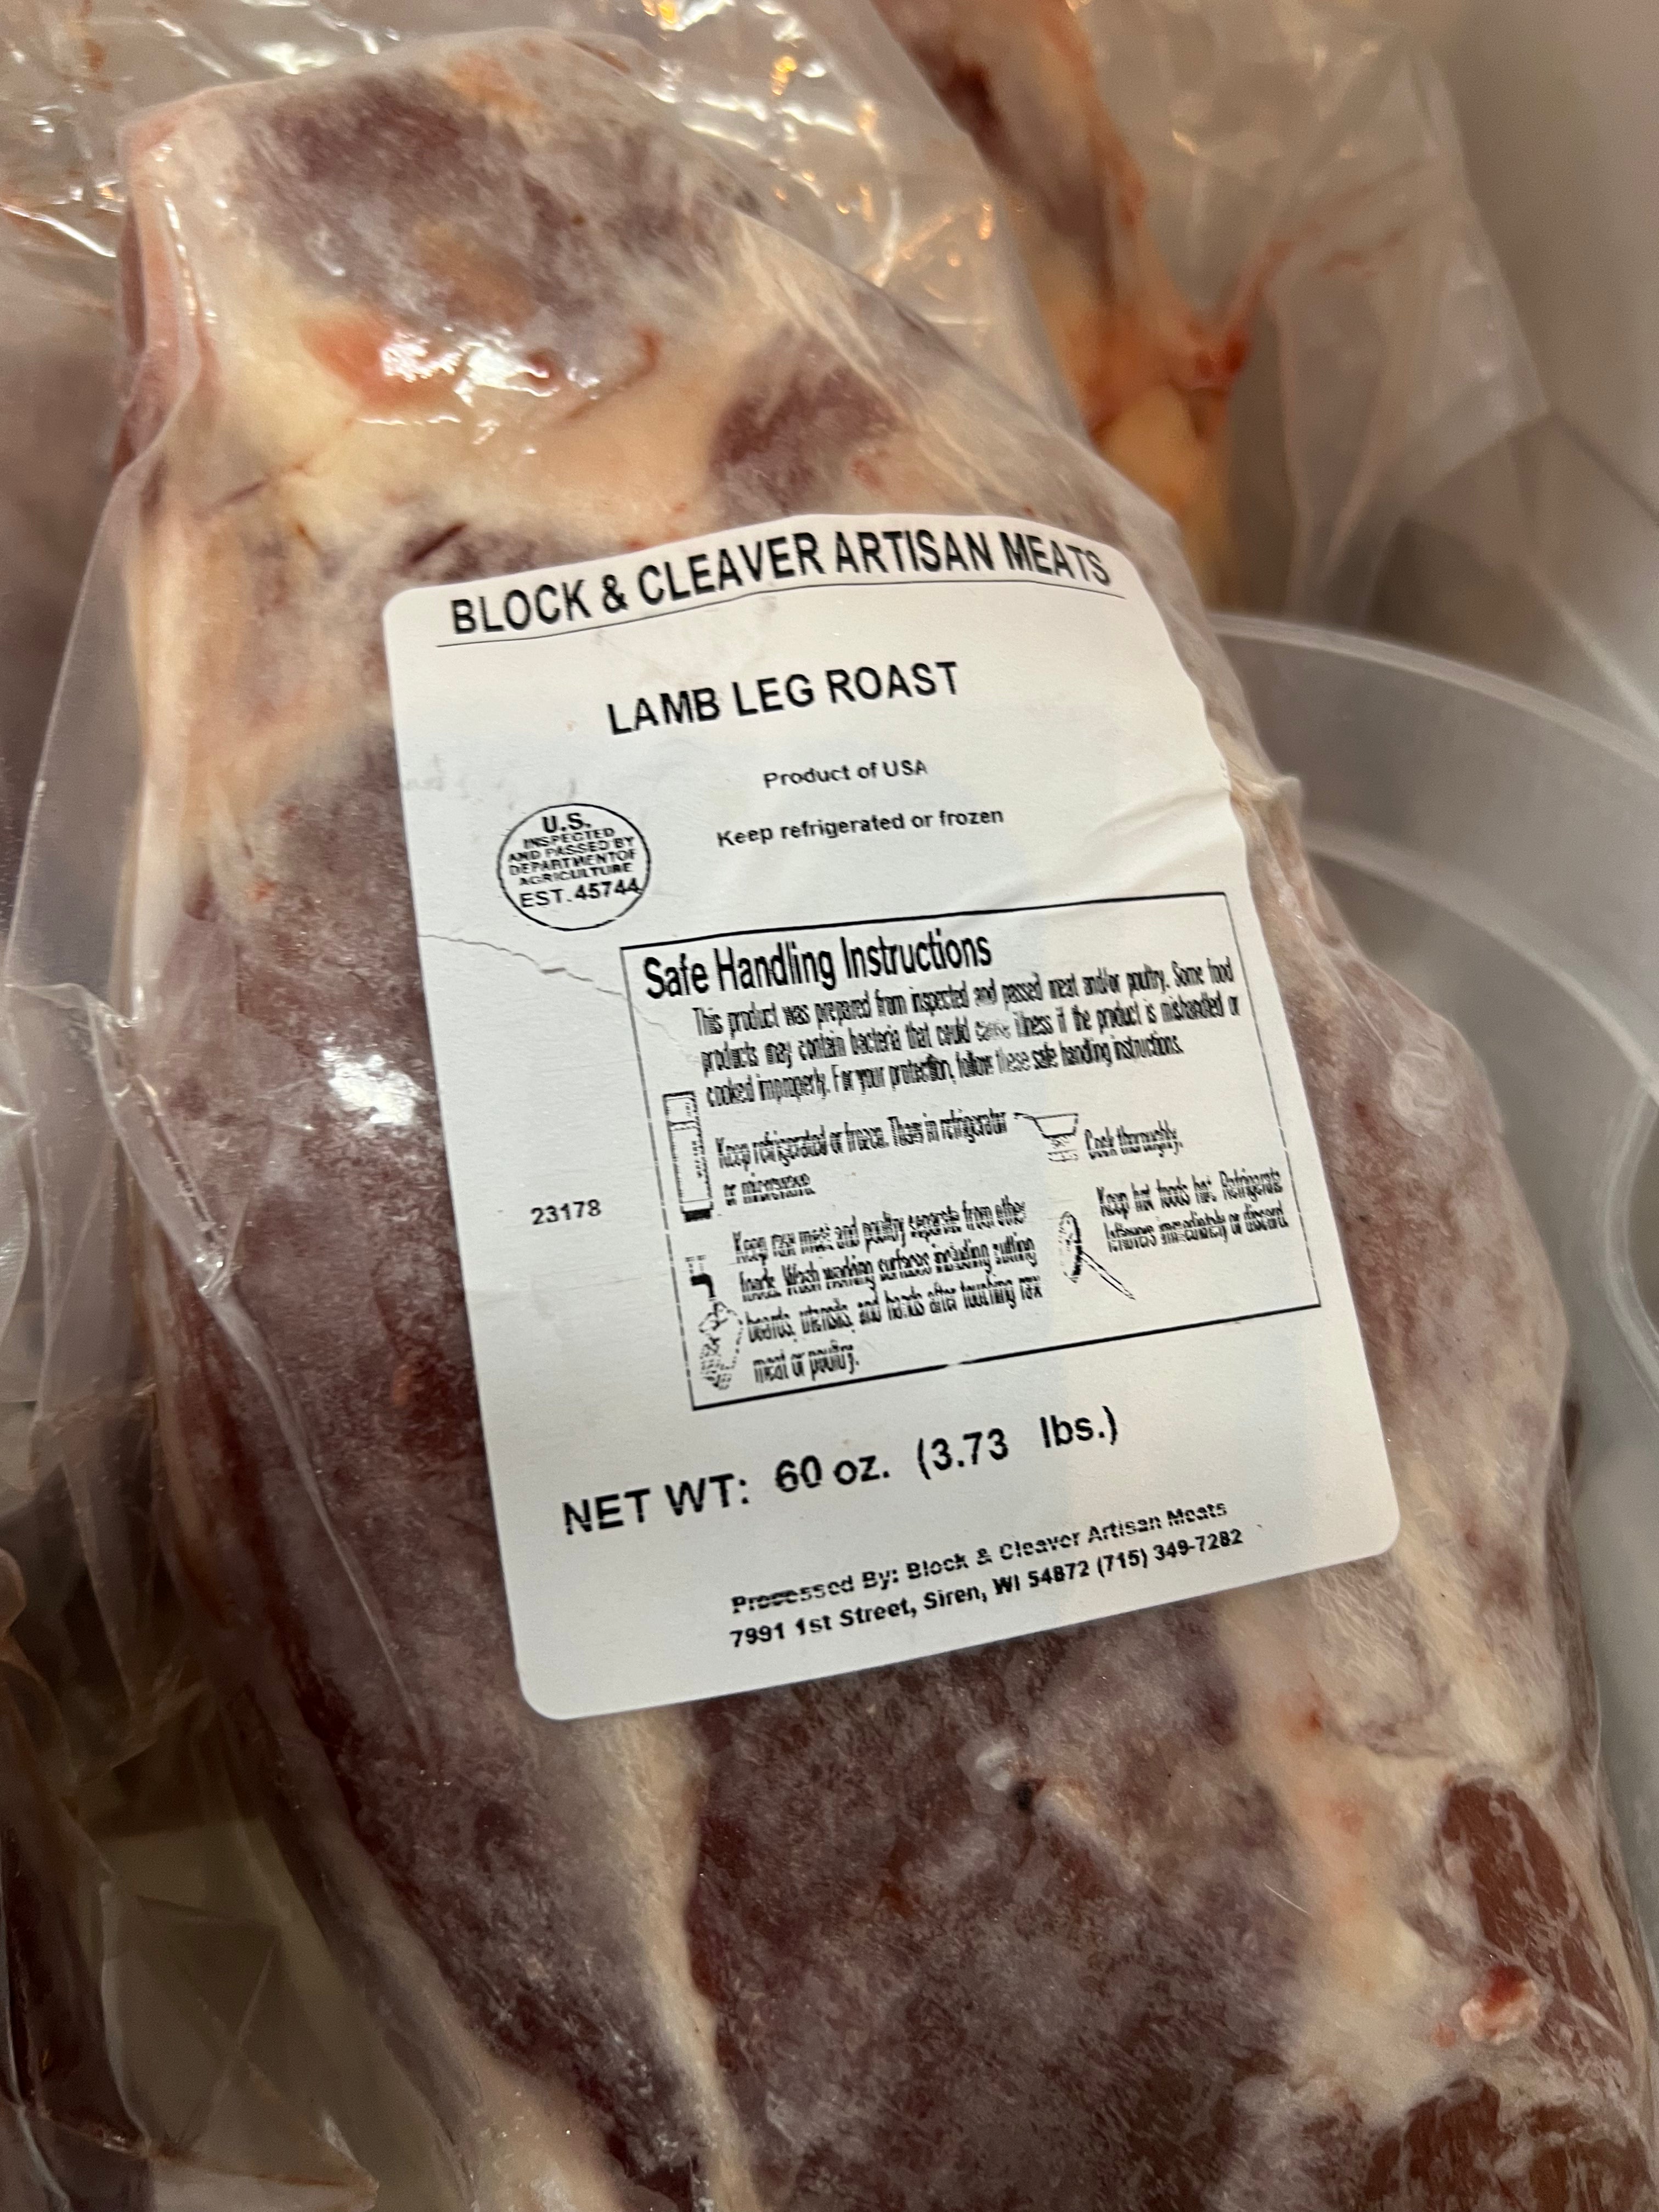 BLOCK & CLEAVER ARTISAN MEATS
LAMB LEG ROAST
Product of USA
Keep refrigerated or frozen
U.S.
INSPECTED
AND PASSED BY
DEPARTMENTOF
AGRICULTURE
EST. 45744
Safe Handling Instructions
This product was prepared from inspected and passed meat and/or poultry. Some food
products may contain bacteria that could cause illness if the product is mishandled or
cooked improperly. For your protection, follow these safe handling instructions.
Keep refrigerated or frozen. Thaw in refrigerator
or microwave.
Cook thoroughly.
Keep raw meat and poultry separate from other
foods. Wash working surfaces including cutting
boards, utensils, and hands after touching raw
meat or poultry.
Keep hot foods hot. Refrigerate
leftovers immediately or discard.
23178
NET WT: 60 oz. (3.73 lbs.)
Processed By: Block & Cleaver Artisan Meats
7991 1st Street, Siren, WI 54872 (715) 349-7282